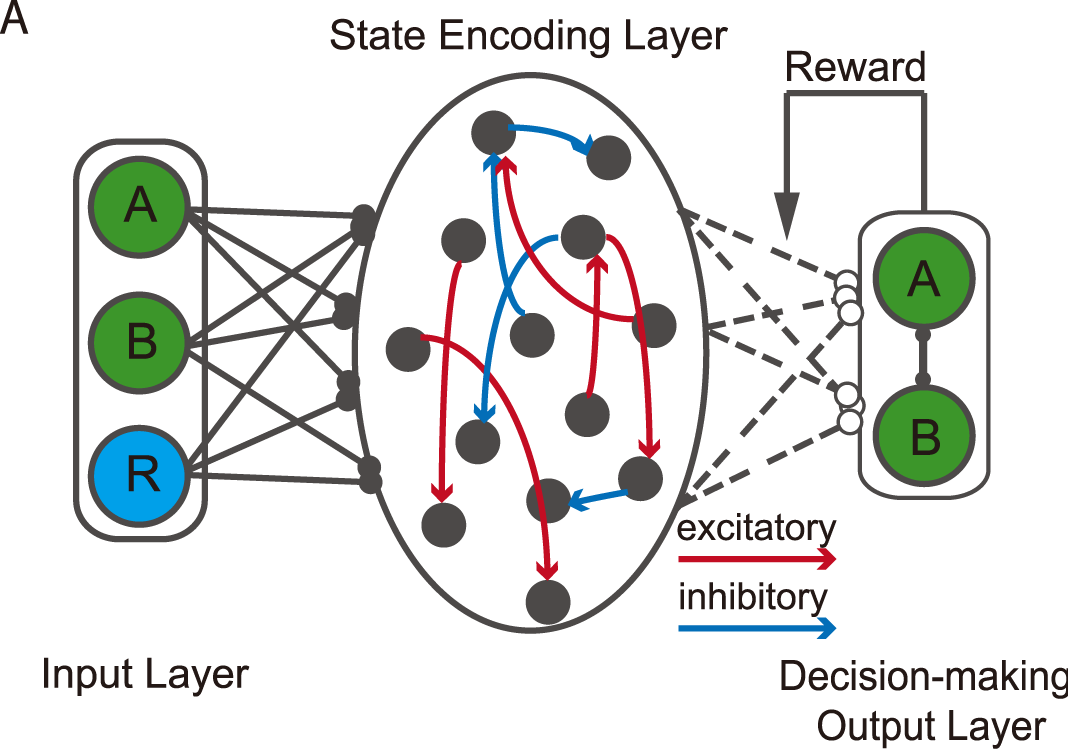 A
State Encoding Layer
Reward
A
B
R
A
B
excitatory
inhibitory
Input Layer
Decision-making
Output Layer